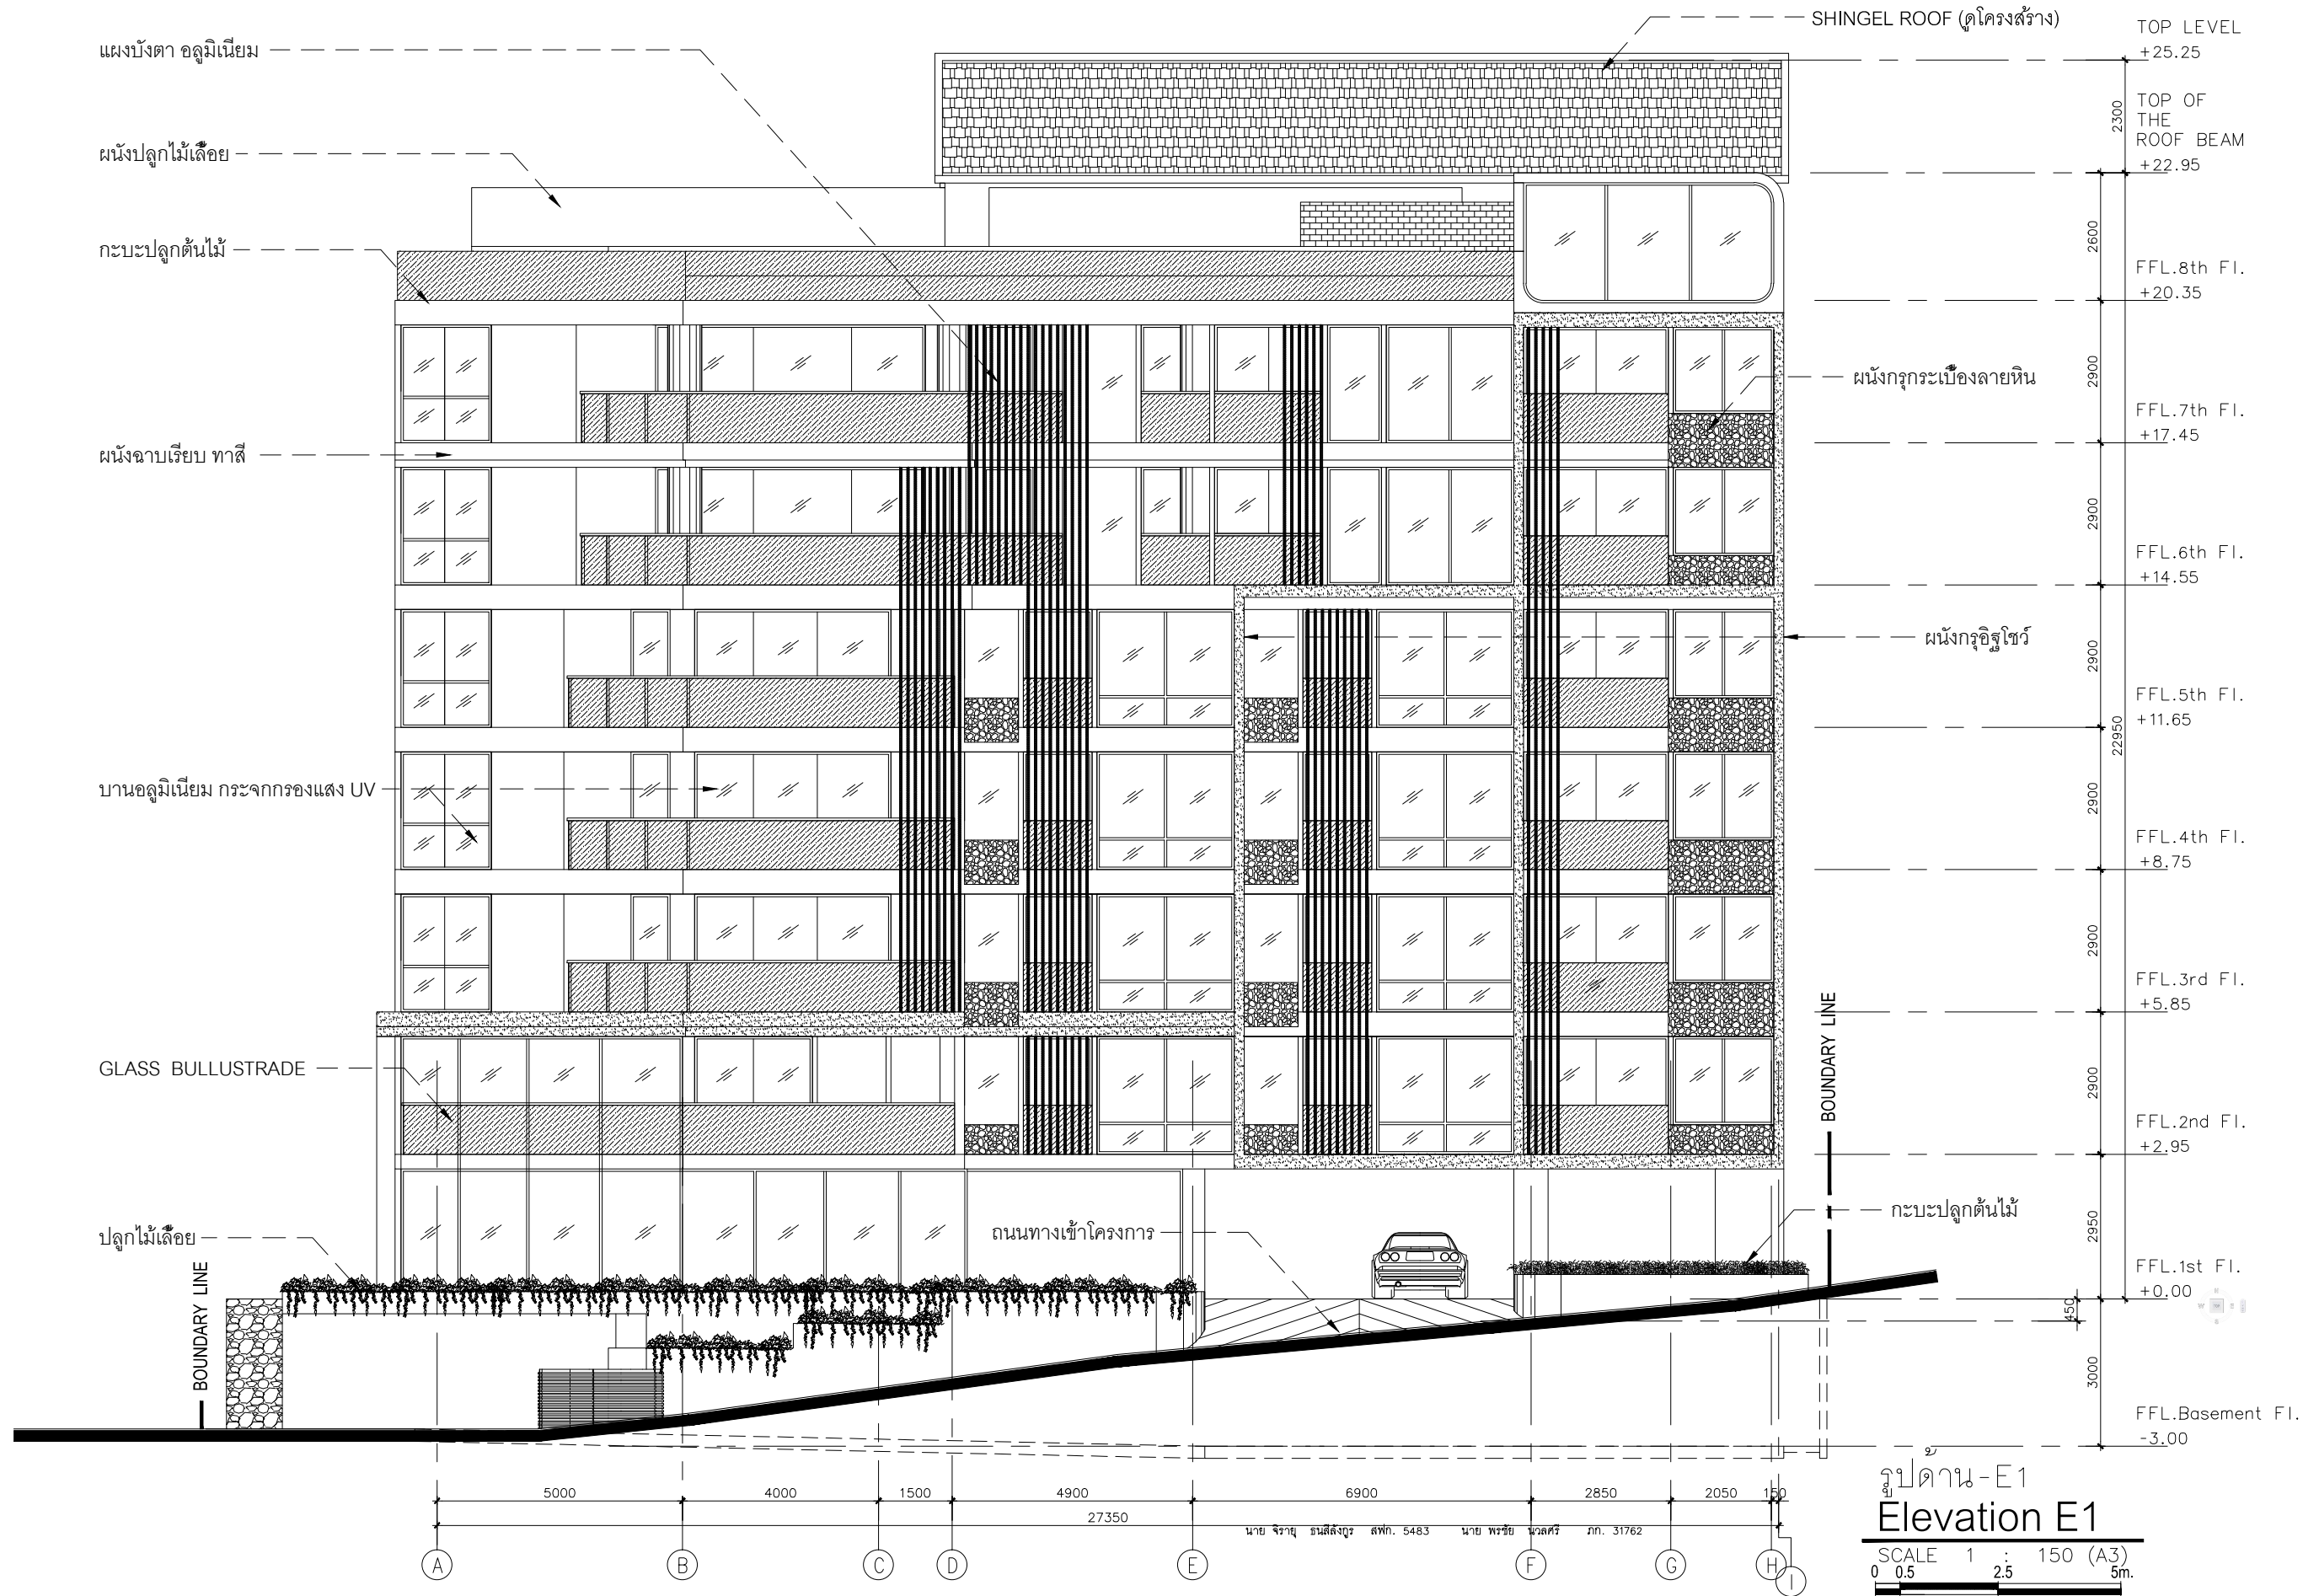 SHINGEL ROOF (ดูโครงสร้าง)
TOP LEVEL
+25.25
แผงบังตา อลูมิเนียม
2300
TOP OF
THE
ROOF BEAM
+22.95
ผนังปลูกไม้เลื้อย
กะบะปลูกต้นไม้
2600
FFL.8th Fl.
+20.35
2900
ผนังกรุกระเบื้องลายหิน
FFL.7th Fl.
+17.45
ผนังฉาบเรียบ ทาสี
2900
FFL.6th Fl.
+14.55
2900
ผนังกรุอิฐโชว์
FFL.5th Fl.
+11.65
22950
บานอลูมิเนียม กระจกกรองแสง UV
2900
FFL.4th Fl.
+8.75
2900
FFL.3rd Fl.
+5.85
BOUNDARY LINE
GLASS BULLUSTRADE
2900
FFL.2nd Fl.
+2.95
กะบะปลูกต้นไม้
ถนนทางเข้าโครงการ
ปลูกไม้เลื้อย
2950
BOUNDARY LINE
FFL.1st Fl.
+0.00
450
3000
FFL.Basement Fl.
-3.00
5000
4000
1500
4900
6900
2850
2050
150
27350
นาย จิรายุ ธนสีลังกูร สฟก. 5483 นาย พรชัย นวลศรี ภก. 31762
A
B
C
D
E
F
G
H
I
รูปด้าน-E1
Elevation E1
SCALE 1 : 150 (A3)
0 0.5 2.5 5m.